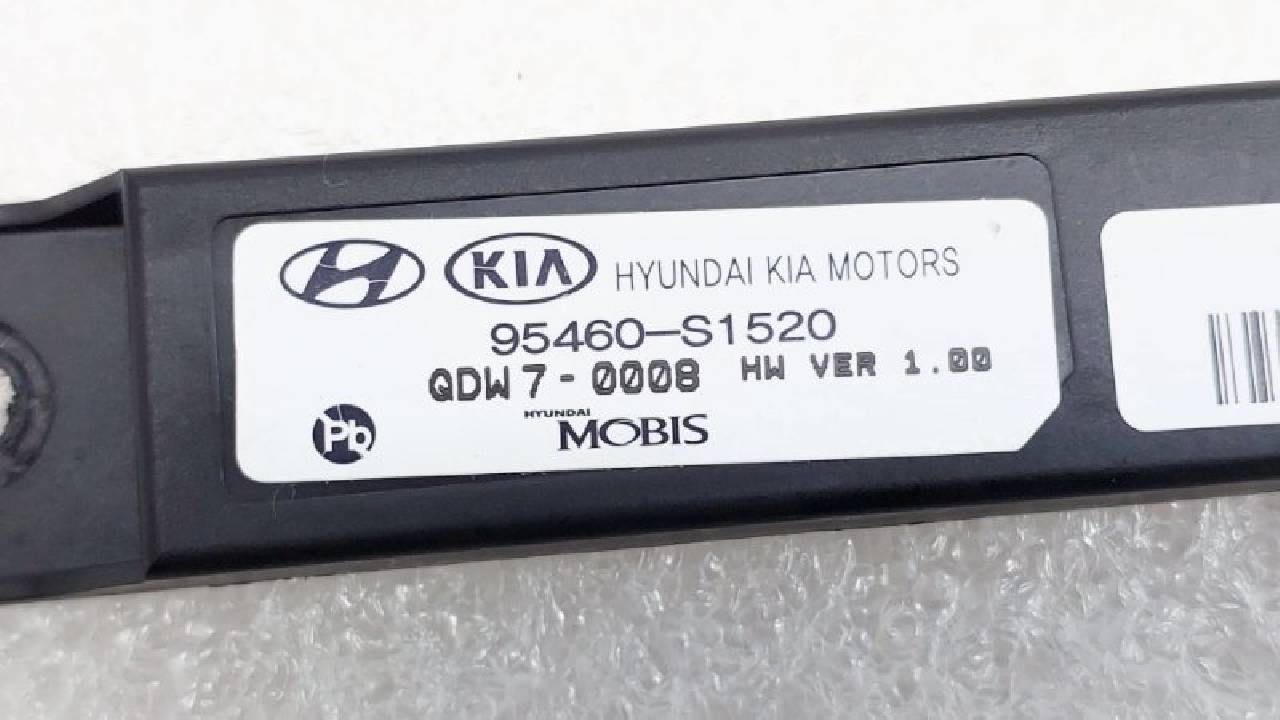 KIA HYUNDAI KIA MOTORS
95460-S1520
QDW7-0008 HW VER 1.00
Pb
HYUNDAI
MOBIS